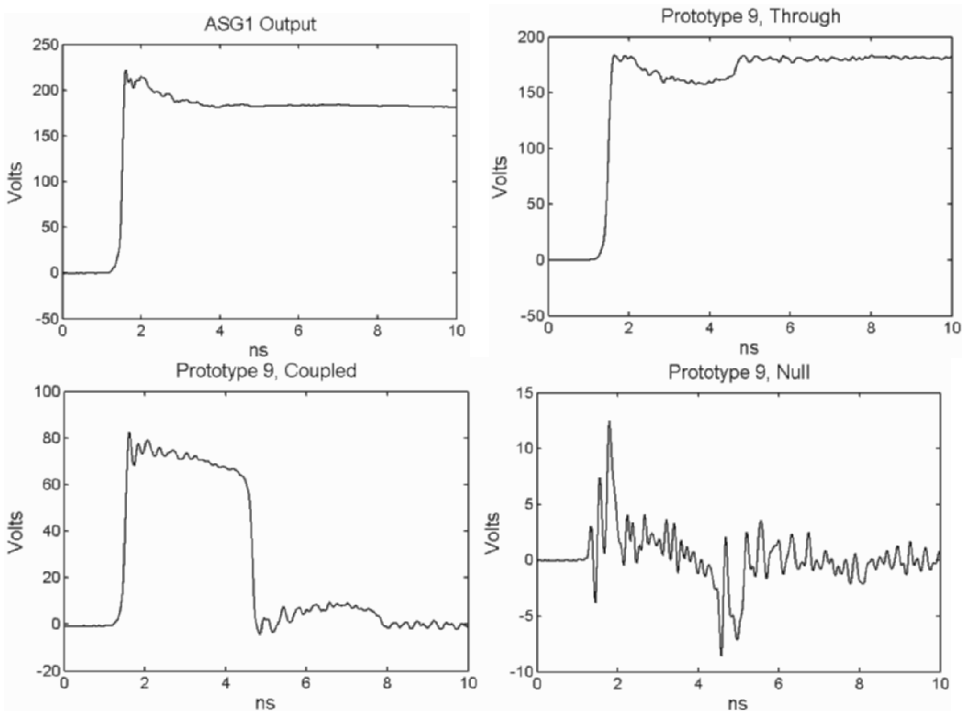 ASG1 Output
250
200
150
100
50
0
-50
Volts
0 2 4 6 8 10
ns
Prototype 9, Through
200
150
100
50
0
-50
Volts
0 2 4 6 8 10
ns
Prototype 9, Coupled
100
80
60
40
20
0
-20
Volts
0 2 4 6 8 10
ns
Prototype 9, Null
15
10
5
0
-5
-10
Volts
0 2 4 6 8 10
ns